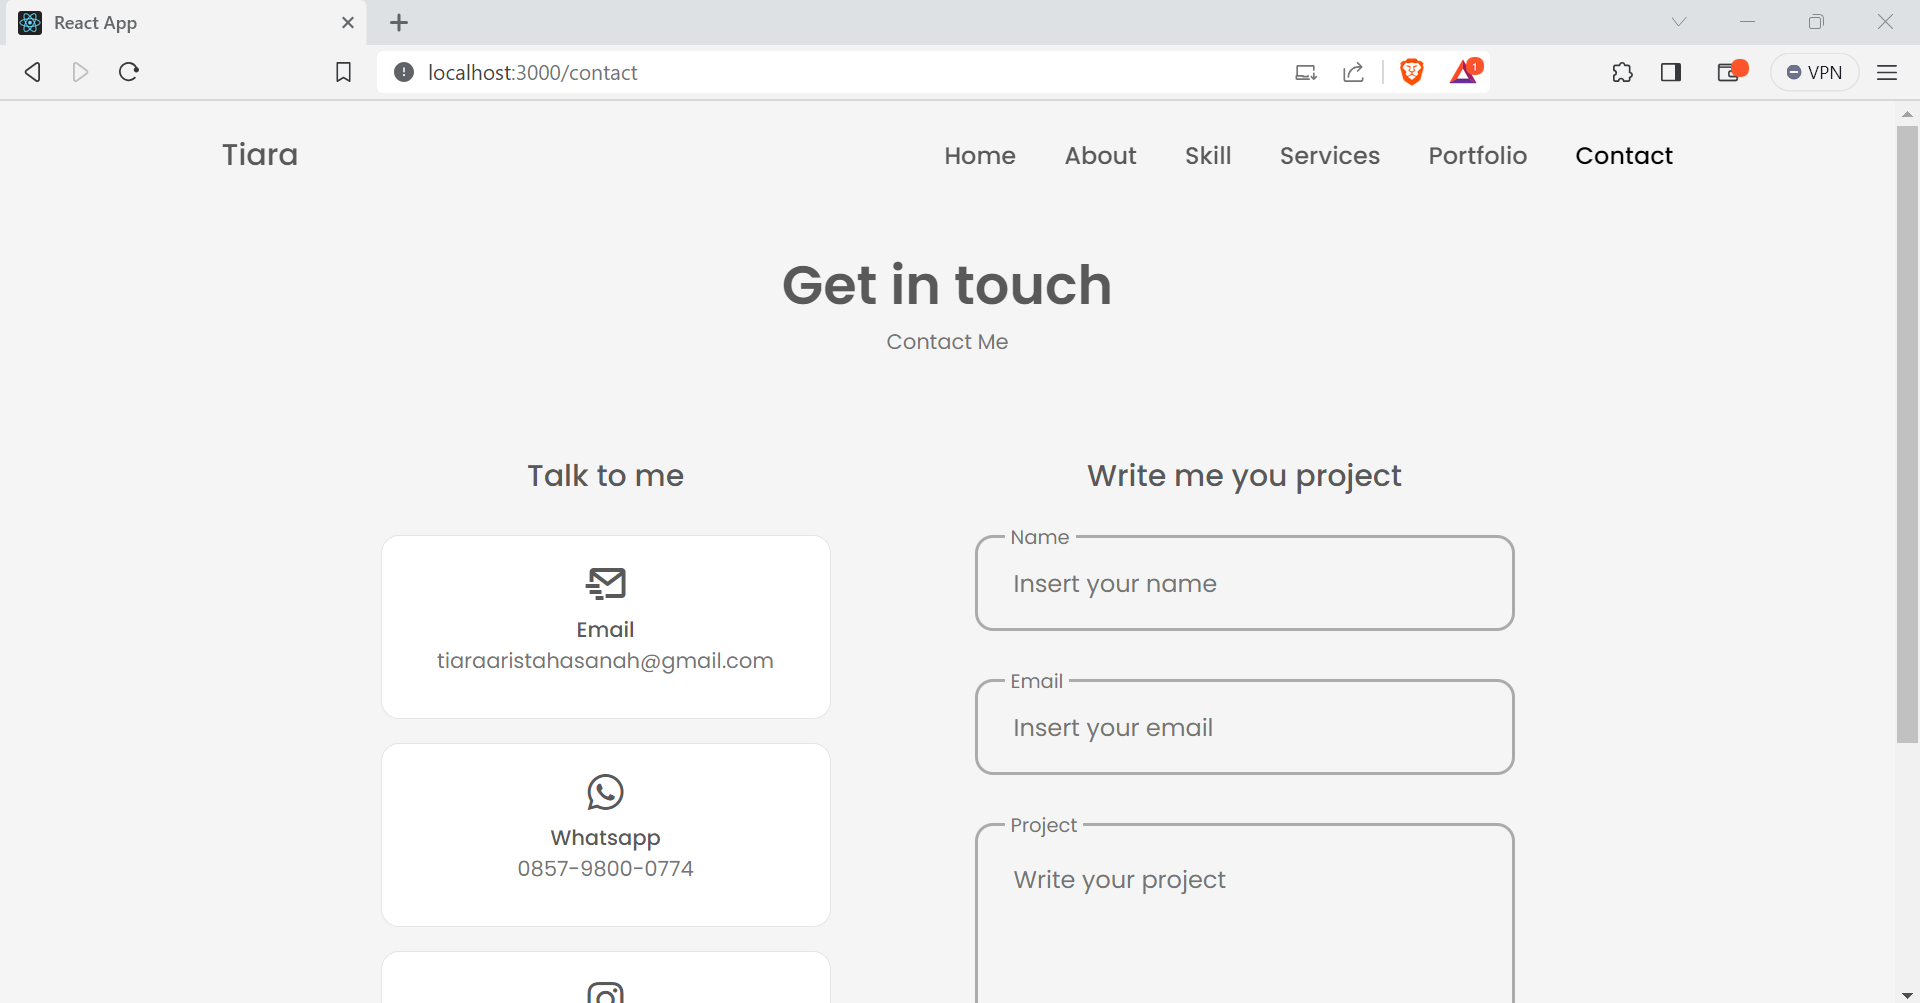 React App
localhost:3000/contact
1
VPN
Tiara
Home About Skill Services Portfolio Contact
Get in touch
Contact Me
Talk to me
Email
tiaraaristahasanah@gmail.com
Whatsapp
0857-9800-0774
Write me you project
Name
Insert your name
Email
Insert your email
Project
Write your project